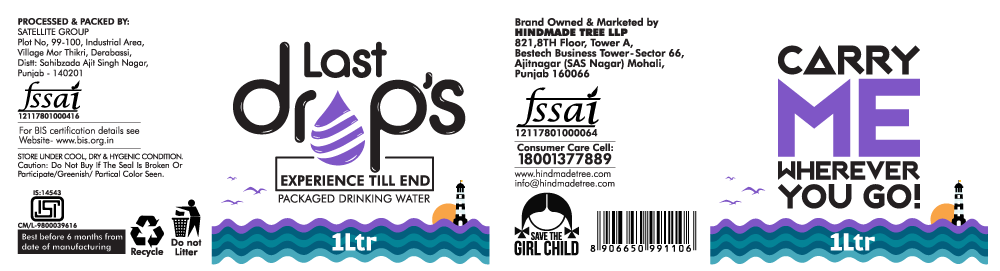 PROCESSED & PACKED BY:
SATELLITE GROUP
Plot No, 99-100, Industrial Area,
Village Mor Thikri, Derabassi,
Distt: Sahibzada Ajit Singh Nagar,
Punjab - 140201
fssai
12117801000416
For BIS certification details see
Website- www.bis.org.in
STORE UNDER COOL, DRY & HYGENIC CONDITION.
Caution: Do Not Buy If The Seal Is Broken Or
Participate/Greenish/ Partical Color Seen.
IS:14543
ISI
CM/L-9800039616
Best before 6 months from
date of manufacturing
Recycle
Do not
Litter
Last
drop's
EXPERIENCE TILL END
PACKAGED DRINKING WATER
1Ltr
Brand Owned & Marketed by
HINDMADE TREE LLP
821,8TH Floor, Tower A,
Bestech Business Tower-Sector 66,
Ajitnagar (SAS Nagar) Mohali,
Punjab 160066
fssai
12117801000064
Consumer Care Cell:
18001377889
www.hindmadetree.com
info@hindmadetree.com
SAVE THE
GIRL CHILD
8 906650 991106
CARRY
ME
WHEREVER
YOU GO!
1Ltr